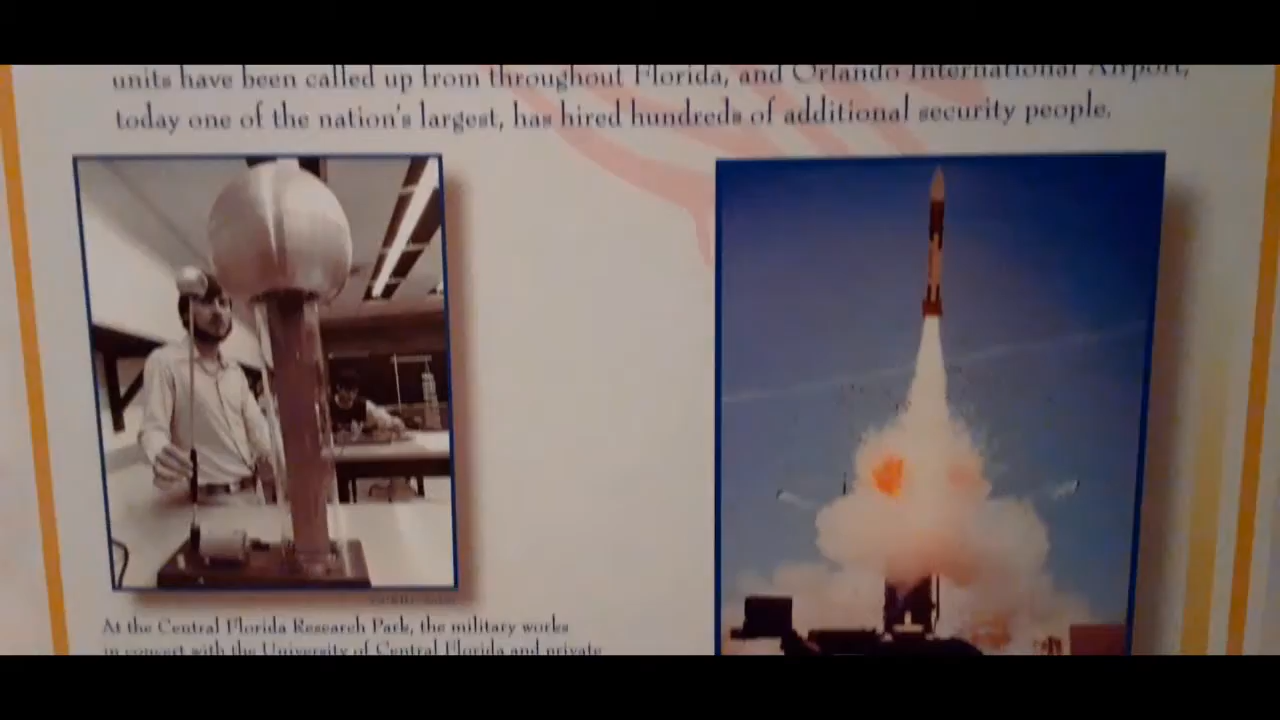 units have been called up from throughout Florida, and Orlando International Airport,
today one of the nation's largest, has hired hundreds of additional security people.
At the Central Florida Research Park, the military works
in concert with the University of Central Florida and private